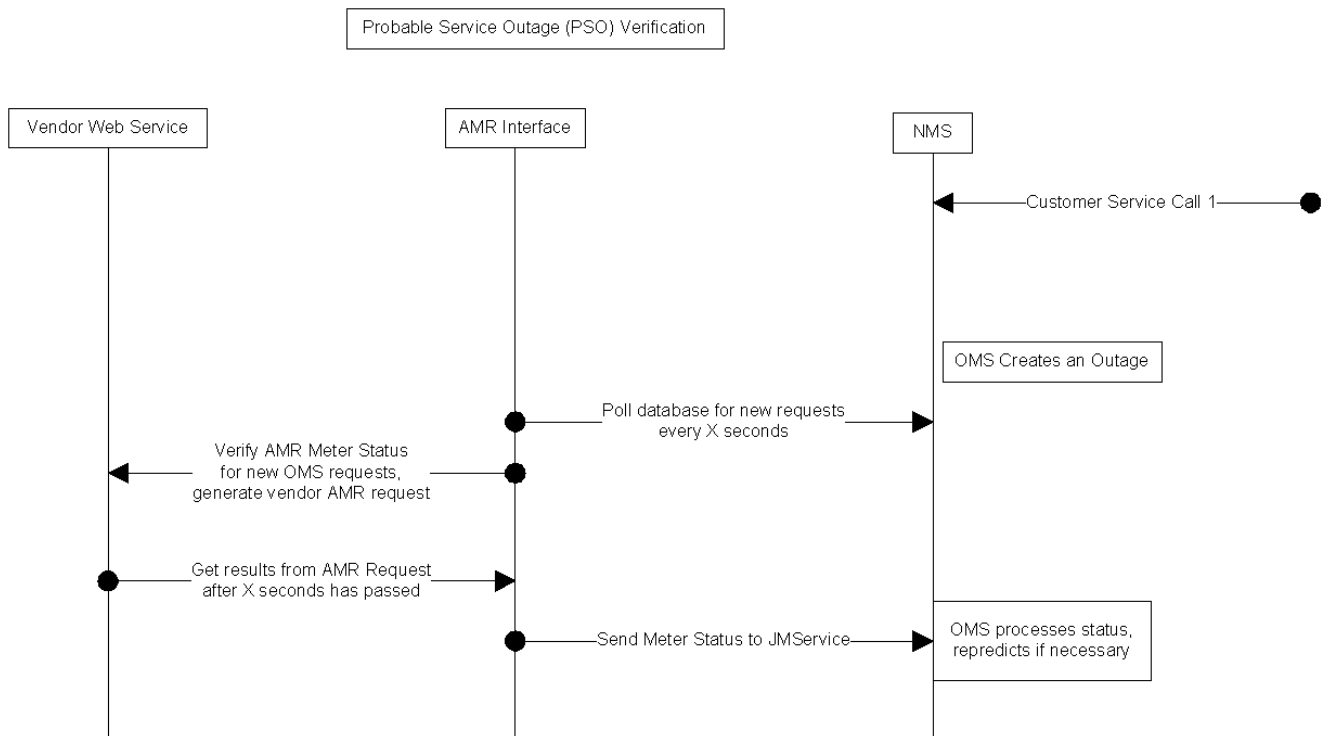 Probable Service Outage (PSO) Verification
Vendor Web Service
AMR Interface
NMS
Customer Service Call 1
OMS Creates an Outage
Poll database for new requests
every X seconds
Verify AMR Meter Status
for new OMS requests,
generate vendor AMR request
Get results from AMR Request
after X seconds has passed
Send Meter Status to JMService
OMS processes status,
repredicts if necessary